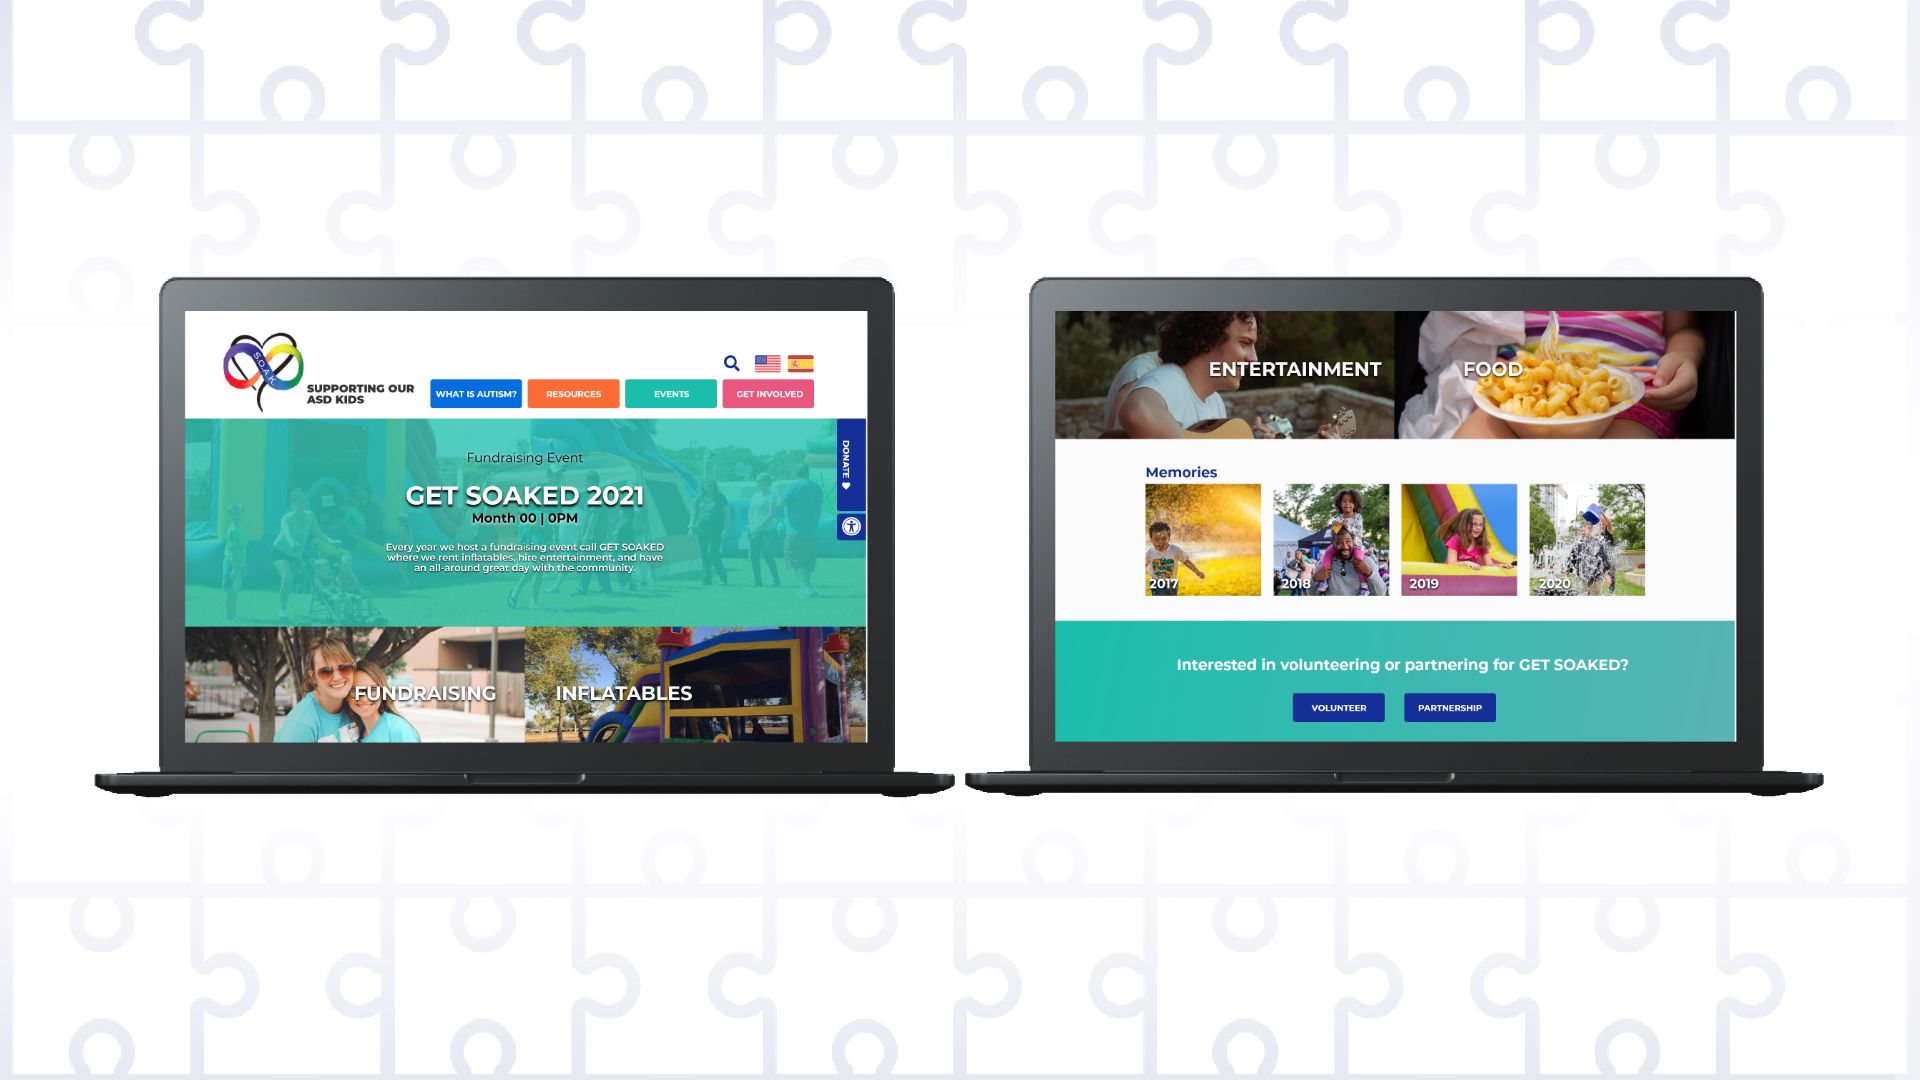 S.O.A.K
SUPPORTING OUR
ASD KIDS
WHAT IS AUTISM?
RESOURCES
EVENTS
GET INVOLVED
DONATE
Fundraising Event
GET SOAKED 2021
Month 00 | 0PM
Every year we host a fundraising event call GET SOAKED
where we rent inflatables, hire entertainment, and have
an all-around great day with the community.
FUNDRAISING
INFLATABLES
ENTERTAINMENT
FOOD
Memories
2017
2018
2019
2020
Interested in volunteering or partnering for GET SOAKED?
VOLUNTEER
PARTNERSHIP